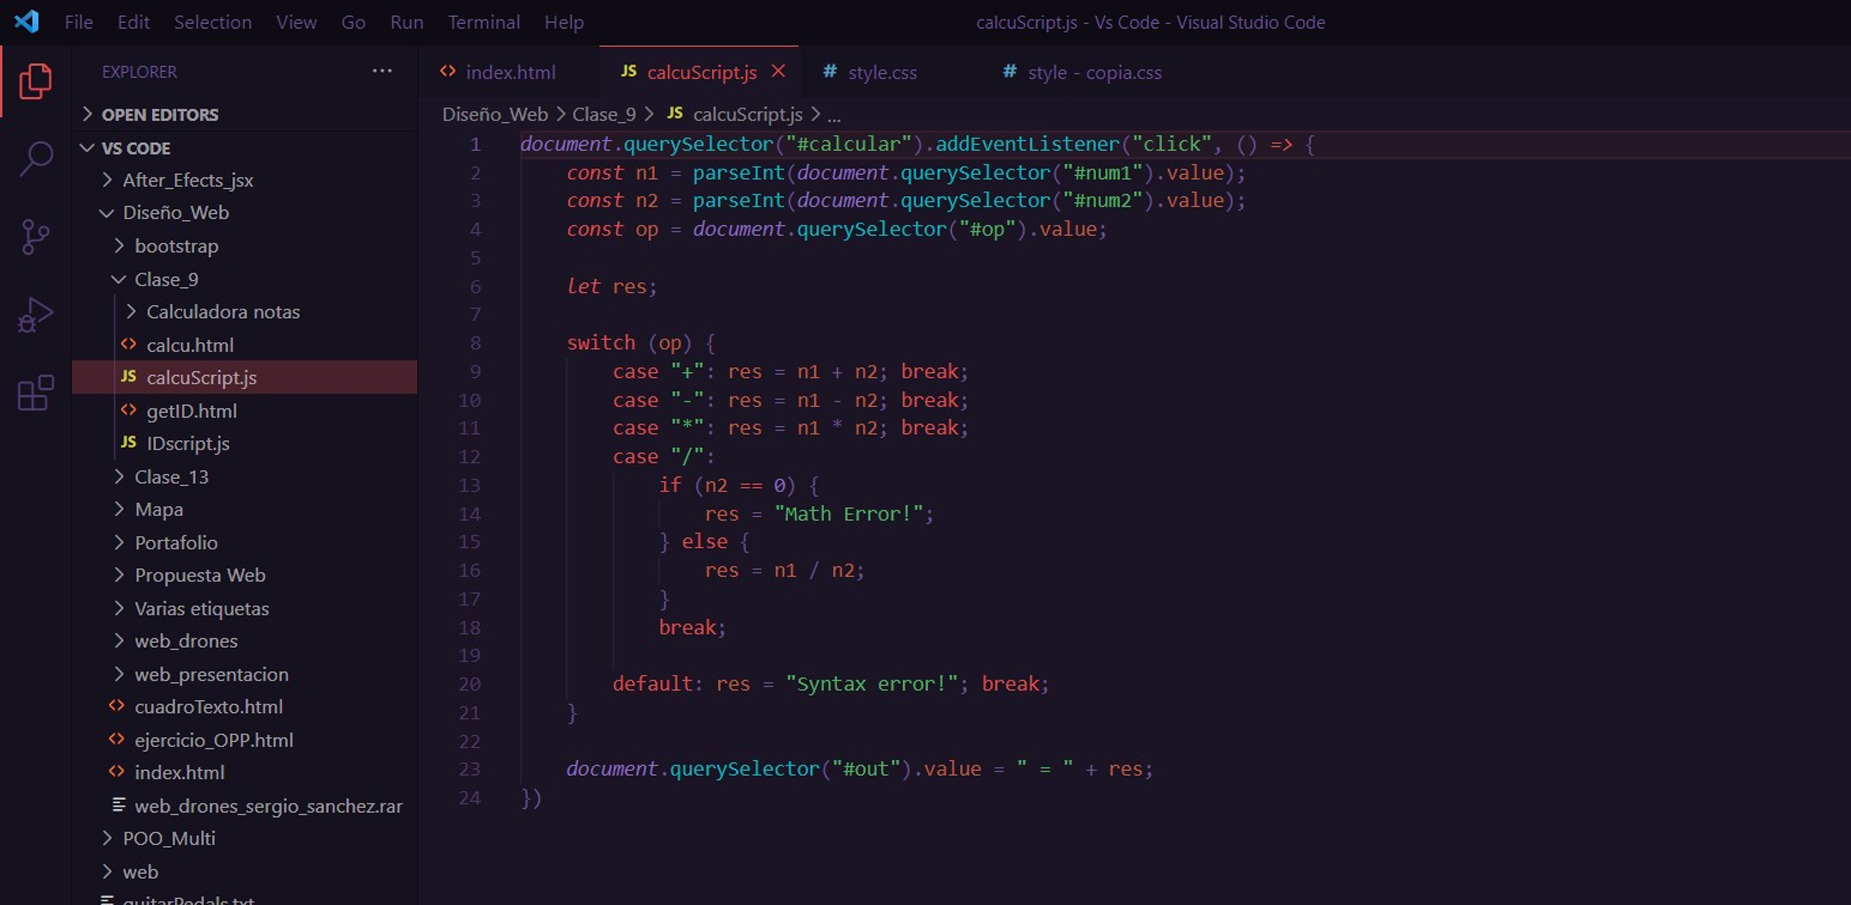 File Edit Selection View Go Run Terminal Help calcuScript.js - Vs Code - Visual Studio Code
EXPLORER ...
OPEN EDITORS
VS CODE
After_Efects_jsx
Diseño_Web
bootstrap
Clase_9
Calculadora notas
calcu.html
JS calcuScript.js
getID.html
JS IDscript.js
Clase_13
Mapa
Portafolio
Propuesta Web
Varias etiquetas
web_drones
web_presentacion
cuadroTexto.html
ejercicio_OPP.html
index.html
web_drones_sergio_sanchez.rar
POO_Multi
web
guitarPedals.txt
<> index.html JS calcuScript.js × # style.css # style - copia.css
Diseño_Web > Clase_9 > JS calcuScript.js > ...
1 document.querySelector("#calcular").addEventListener("click", () => {
2 const n1 = parseInt(document.querySelector("#num1").value);
3 const n2 = parseInt(document.querySelector("#num2").value);
4 const op = document.querySelector("#op").value;
5
6 let res;
7
8 switch (op) {
9 case "+": res = n1 + n2; break;
10 case "-": res = n1 - n2; break;
11 case "*": res = n1 * n2; break;
12 case "/":
13 if (n2 == 0) {
14 res = "Math Error!";
15 } else {
16 res = n1 / n2;
17 }
18 break;
19
20 default: res = "Syntax error!"; break;
21 }
22
23 document.querySelector("#out").value = " = " + res;
24 })